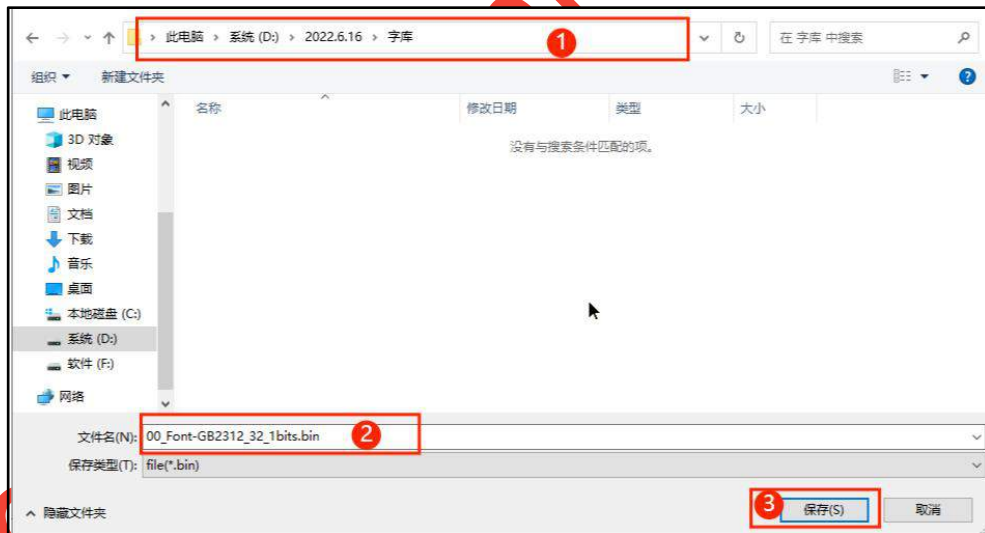 此电脑 › 系统 (D:) › 2022.6.16 › 字库 1 在 字库 中搜索
组织 新建文件夹 ?
此电脑
3D 对象
视频
图片
文档
下载
音乐
桌面
本地磁盘 (C:)
系统 (D:)
软件 (F:)
网络
名称 修改日期 类型 大小
没有与搜索条件匹配的项。
文件名(N): 00_Font-GB2312_32_1bits.bin 2
保存类型(T): file(*.bin)
隐藏文件夹 3 保存(S) 取消